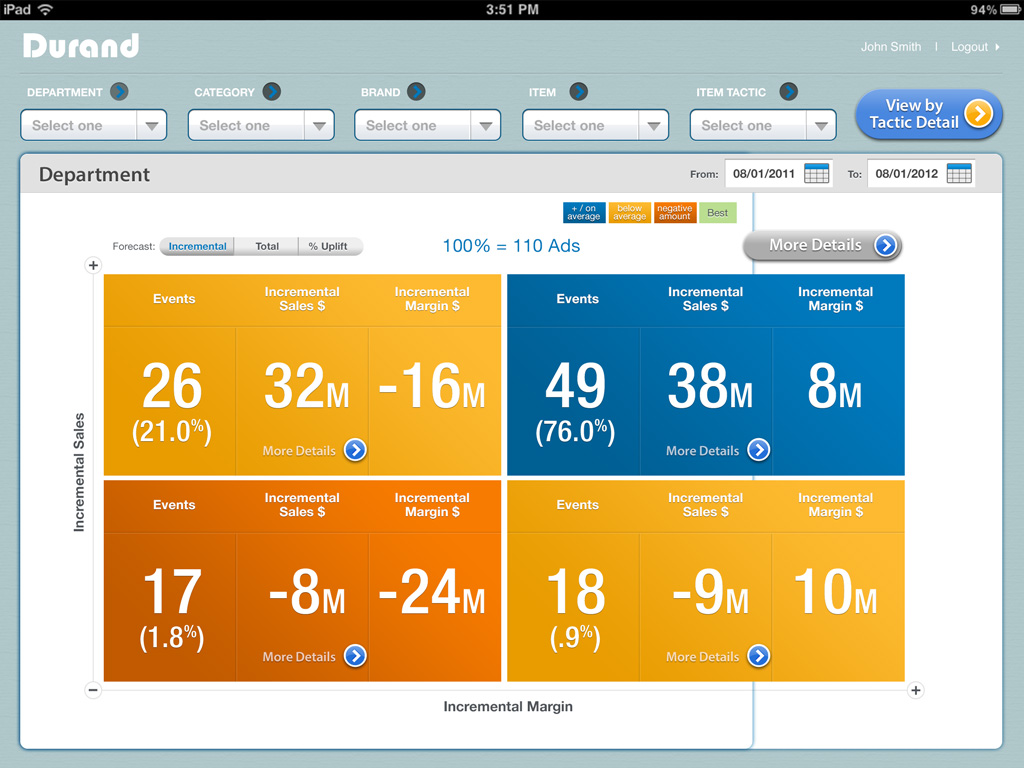 iPad 3:51 PM 94%
Durand
John Smith | Logout
DEPARTMENT CATEGORY BRAND ITEM ITEM TACTIC
Select one Select one Select one Select one Select one
View by
Tactic Detail
Department From: 08/01/2011 To: 08/01/2012
+ / on
average
below
average
negative
amount
Best
Forecast: Incremental Total % Uplift
100% = 110 Ads
More Details
+
Incremental Sales
Events
Incremental
Sales $
Incremental
Margin $
26
(21.0%)
32M
-16M
More Details
Events
Incremental
Sales $
Incremental
Margin $
49
(76.0%)
38M
8M
More Details
Events
Incremental
Sales $
Incremental
Margin $
17
(1.8%)
-8M
-24M
More Details
Events
Incremental
Sales $
Incremental
Margin $
18
(.9%)
-9M
10M
More Details
−
+
Incremental Margin